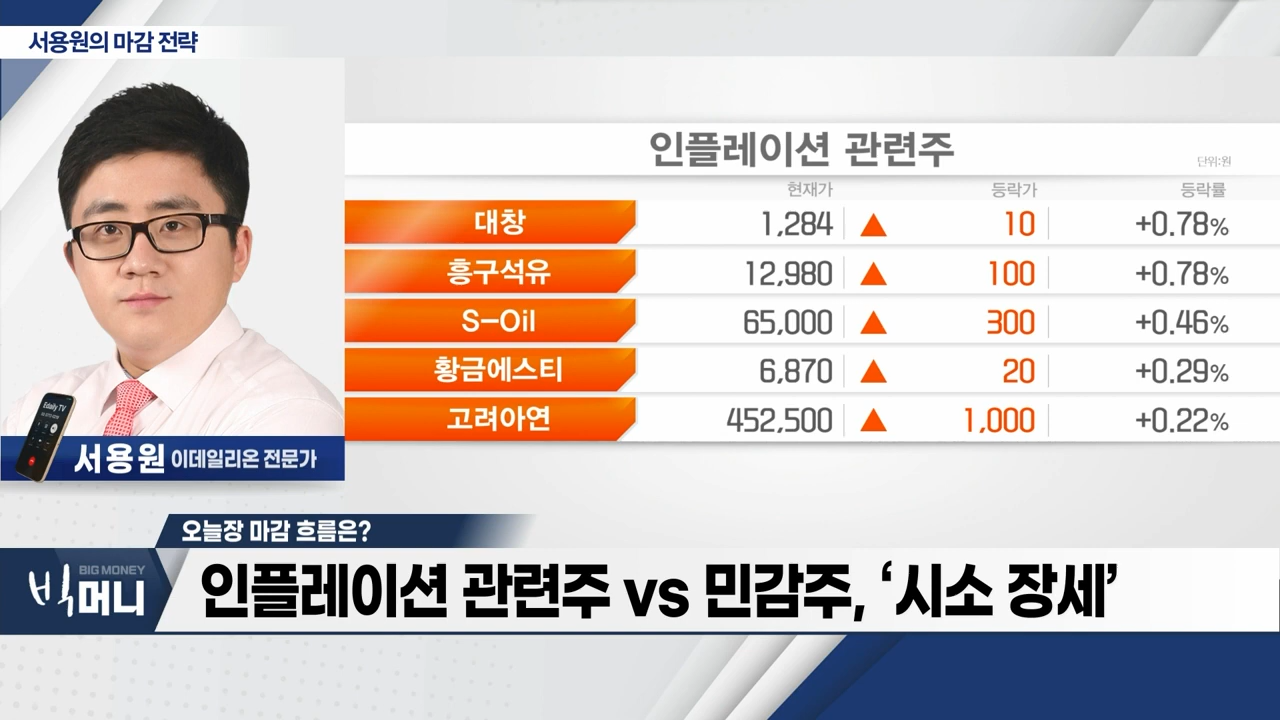 서용원의 마감 전략
인플레이션 관련주
단위:원
현재가 등락가 등락률
대창 1,284 ▲ 10 +0.78%
흥구석유 12,980 ▲ 100 +0.78%
S-Oil 65,000 ▲ 300 +0.46%
황금에스티 6,870 ▲ 20 +0.29%
고려아연 452,500 ▲ 1,000 +0.22%
Edaily TV
서용원 이데일리온 전문가
오늘장 마감 흐름은?
BIG MONEY
빅머니
인플레이션 관련주 vs 민감주, ‘시소 장세’